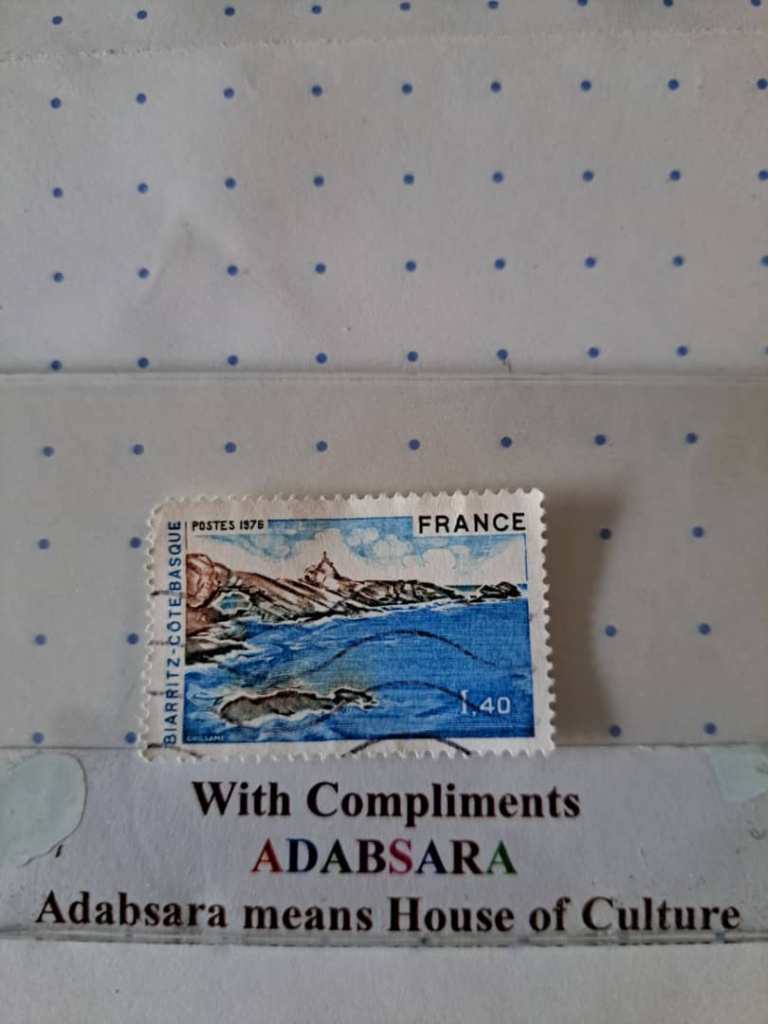 POSTES 1976
FRANCE
BIARRITZ-CÔTE BASQUE
1,40
With Compliments
ADABSARA
Adabsara means House of Culture